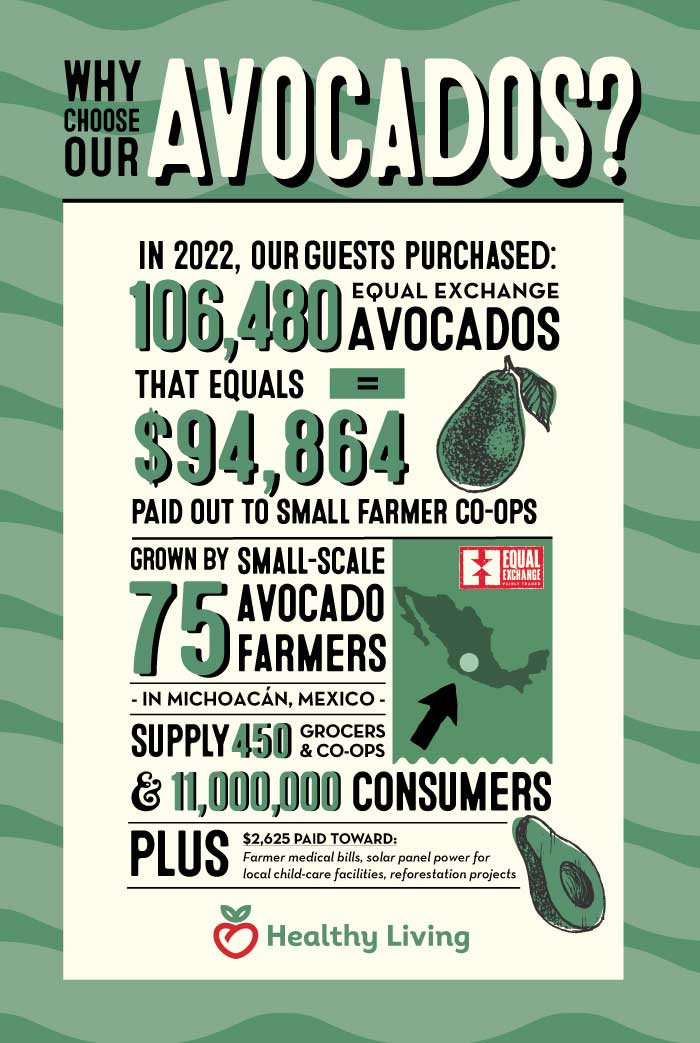 WHY
CHOOSE
OUR
AVOCADOS?
IN 2022, OUR GUESTS PURCHASED:
106,480 EQUAL EXCHANGE
AVOCADOS
THAT EQUALS =
$94,864
PAID OUT TO SMALL FARMER CO-OPS
GROWN BY SMALL-SCALE
75 AVOCADO
FARMERS
- IN MICHOACÁN, MEXICO -
EQUAL
EXCHANGE
FAIRLY TRADED
SUPPLY 450 GROCERS
& CO-OPS
& 11,000,000 CONSUMERS
PLUS
$2,625 PAID TOWARD:
Farmer medical bills, solar panel power for
local child-care facilities, reforestation projects
Healthy Living